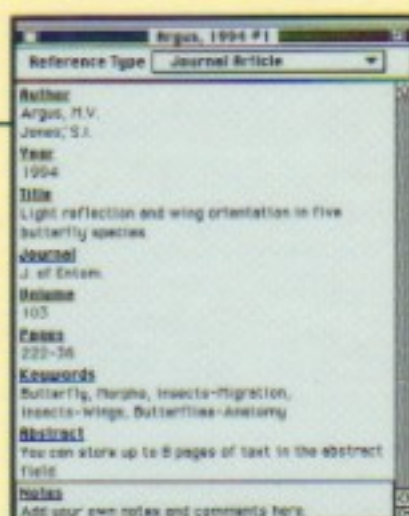 Argus, 1994 #1
Reference Type Journal Article
Author
Argus, M.V.
Jones, S.I.
Year
1994
Title
Light reflection and wing orientation in five
butterfly species
Journal
J. of Entom.
Volume
103
Pages
222-36
Keywords
Butterfly, Morpho, Insects-Migration,
Insects-Wings, Butterflies-Anatomy
Abstract
You can store up to 8 pages of text in the abstract
field.
Notes
Add your own notes and comments here.